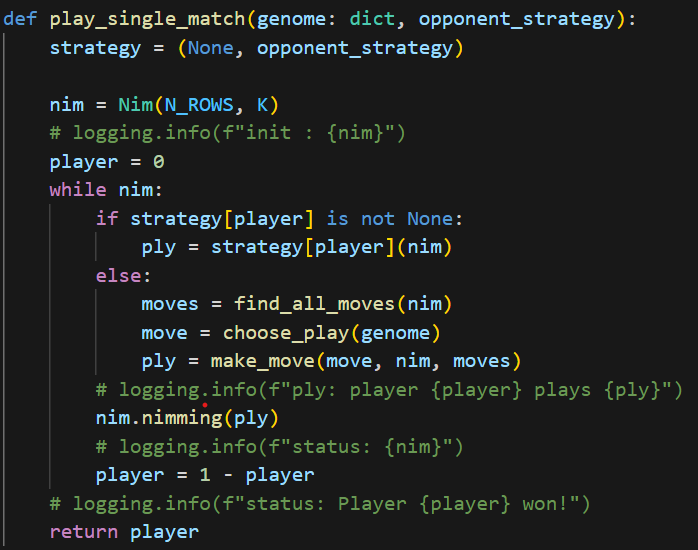 def play_single_match(genome: dict, opponent_strategy):
    strategy = (None, opponent_strategy)

    nim = Nim(N_ROWS, K)
    # logging.info(f"init : {nim}")
    player = 0
    while nim:
        if strategy[player] is not None:
            ply = strategy[player](nim)
        else:
            moves = find_all_moves(nim)
            move = choose_play(genome)
            ply = make_move(move, nim, moves)
        # logging.info(f"ply: player {player} plays {ply}")
        nim.nimming(ply)
        # logging.info(f"status: {nim}")
        player = 1 - player
    # logging.info(f"status: Player {player} won!")
    return player